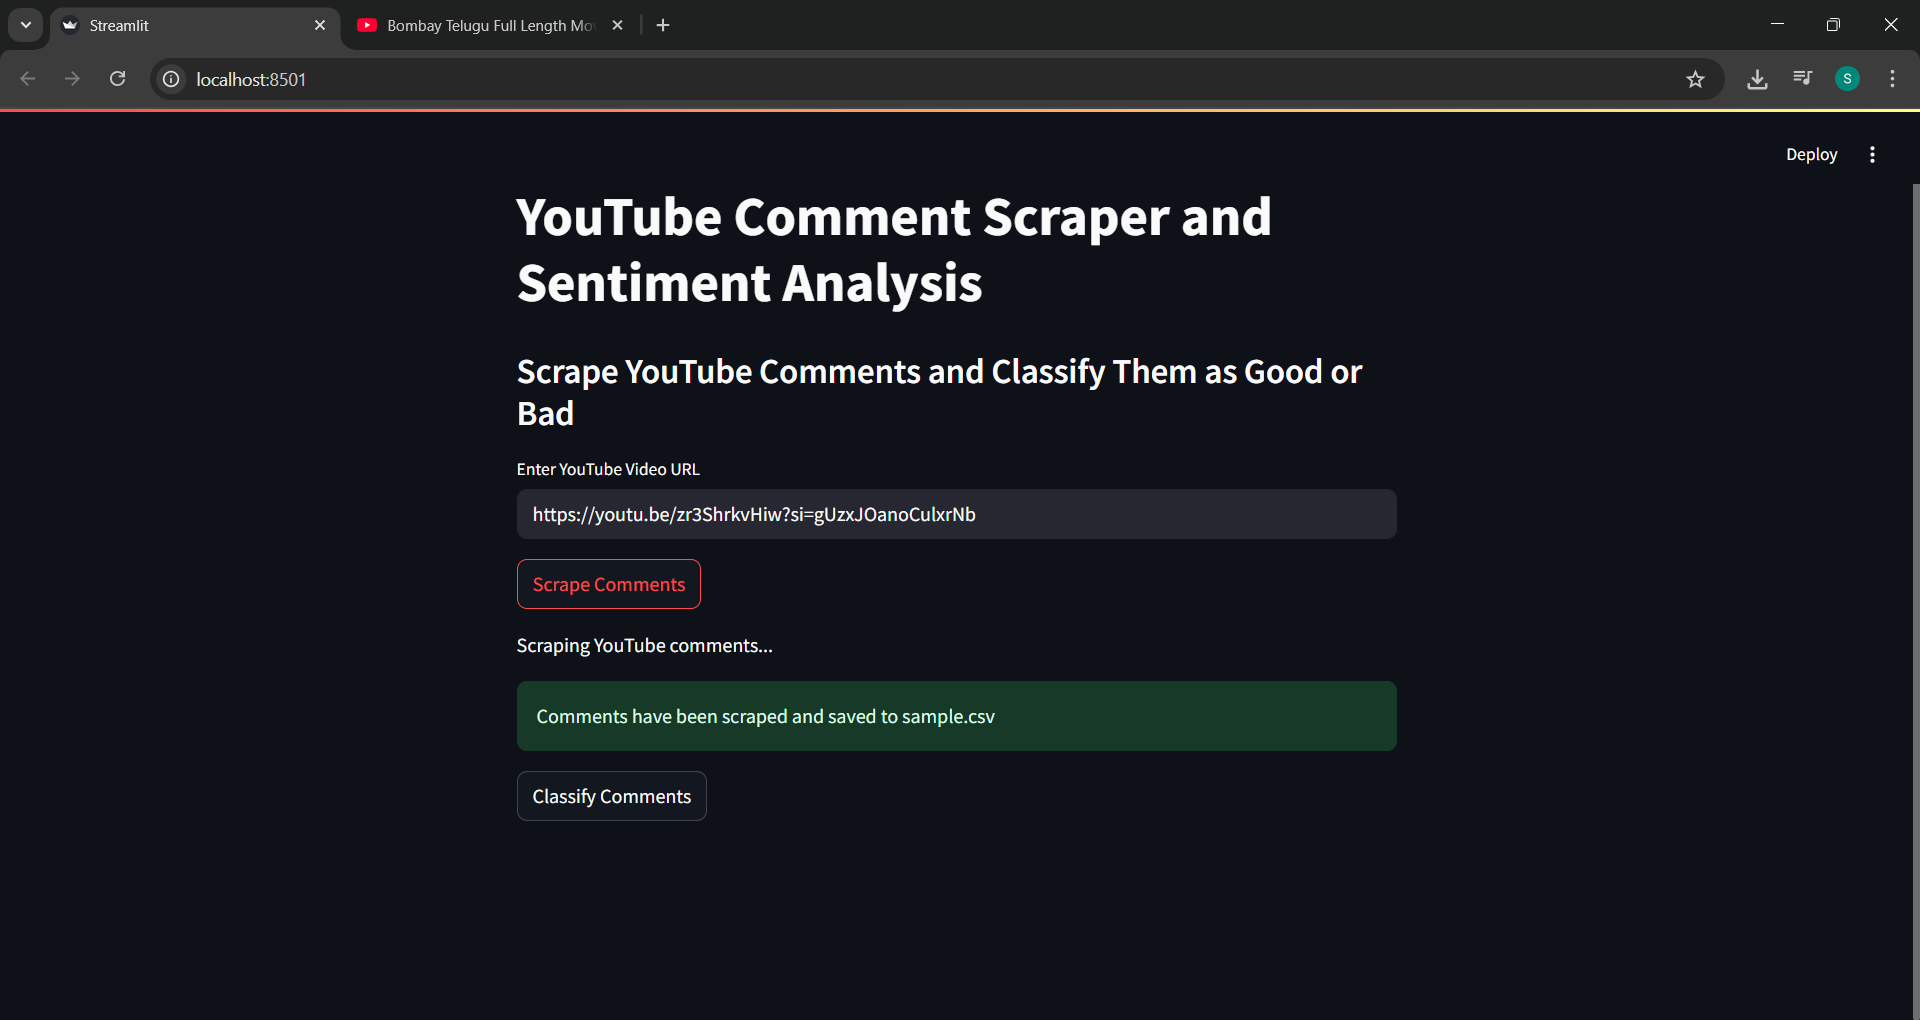 Streamlit
Bombay Telugu Full Length Mov
localhost:8501
S
Deploy
YouTube Comment Scraper and
Sentiment Analysis
Scrape YouTube Comments and Classify Them as Good or
Bad
Enter YouTube Video URL
https://youtu.be/zr3ShrkvHiw?si=gUzxJOanoCulxrNb
Scrape Comments
Scraping YouTube comments...
Comments have been scraped and saved to sample.csv
Classify Comments